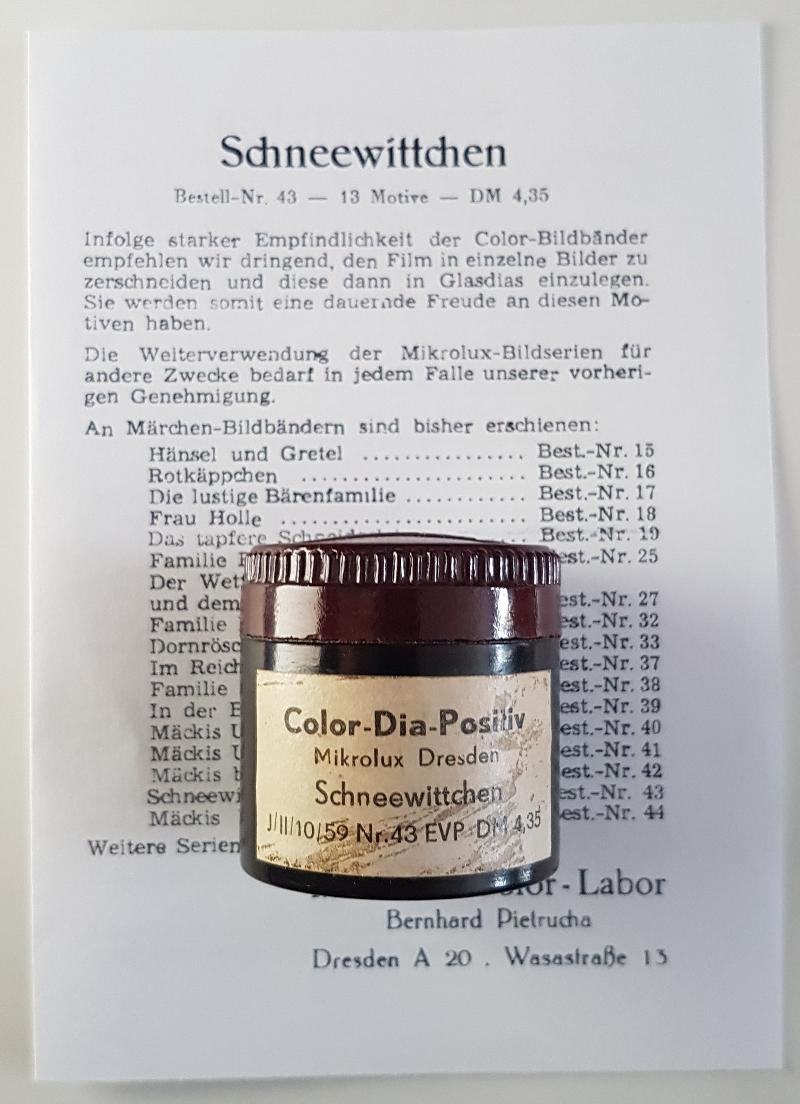 Schneewittchen
Bestell-Nr. 43 — 13 Motive — DM 4,35
Infolge starker Empfindlichkeit der Color-Bildbänder
empfehlen wir dringend, den Film in einzelne Bilder zu
zerschneiden und diese dann in Glasdias einzulegen.
Sie werden somit eine dauernde Freude an diesen Mo-
tiven haben.
Die Weiterverwendung der Mikrolux-Bildserien für
andere Zwecke bedarf in jedem Falle unserer vorheri-
gen Genehmigung.
An Märchen-Bildbändern sind bisher erschienen:
Hänsel und Gretel ................ Best.-Nr. 15
Rotkäppchen ...................... Best.-Nr. 16
Die lustige Bärenfamilie ........... Best.-Nr. 17
Frau Holle ........................ Best.-Nr. 18
Das tapfere Best.-Nr. 19
Familie est.-Nr. 25
Der
und dem est.-Nr. 27
Familie est.-Nr. 32
Dornrösc est.-Nr. 33
Im Reich est.-Nr. 37
Familie est.-Nr. 38
In der est.-Nr. 39
Mäckis est.-Nr. 40
Mäckis est.-Nr. 41
Mäckis est.-Nr. 42
Schneewi est.-Nr. 43
Mäckis est.-Nr. 44
Weitere Serien
or-Labor
Bernhard Pietrucha
Dresden A 20 . Wasastraße 13
Color-Dia-Positiv
Mikrolux Dresden
Schneewittchen
J/II/10/59 Nr.43 EVP DM 4,35